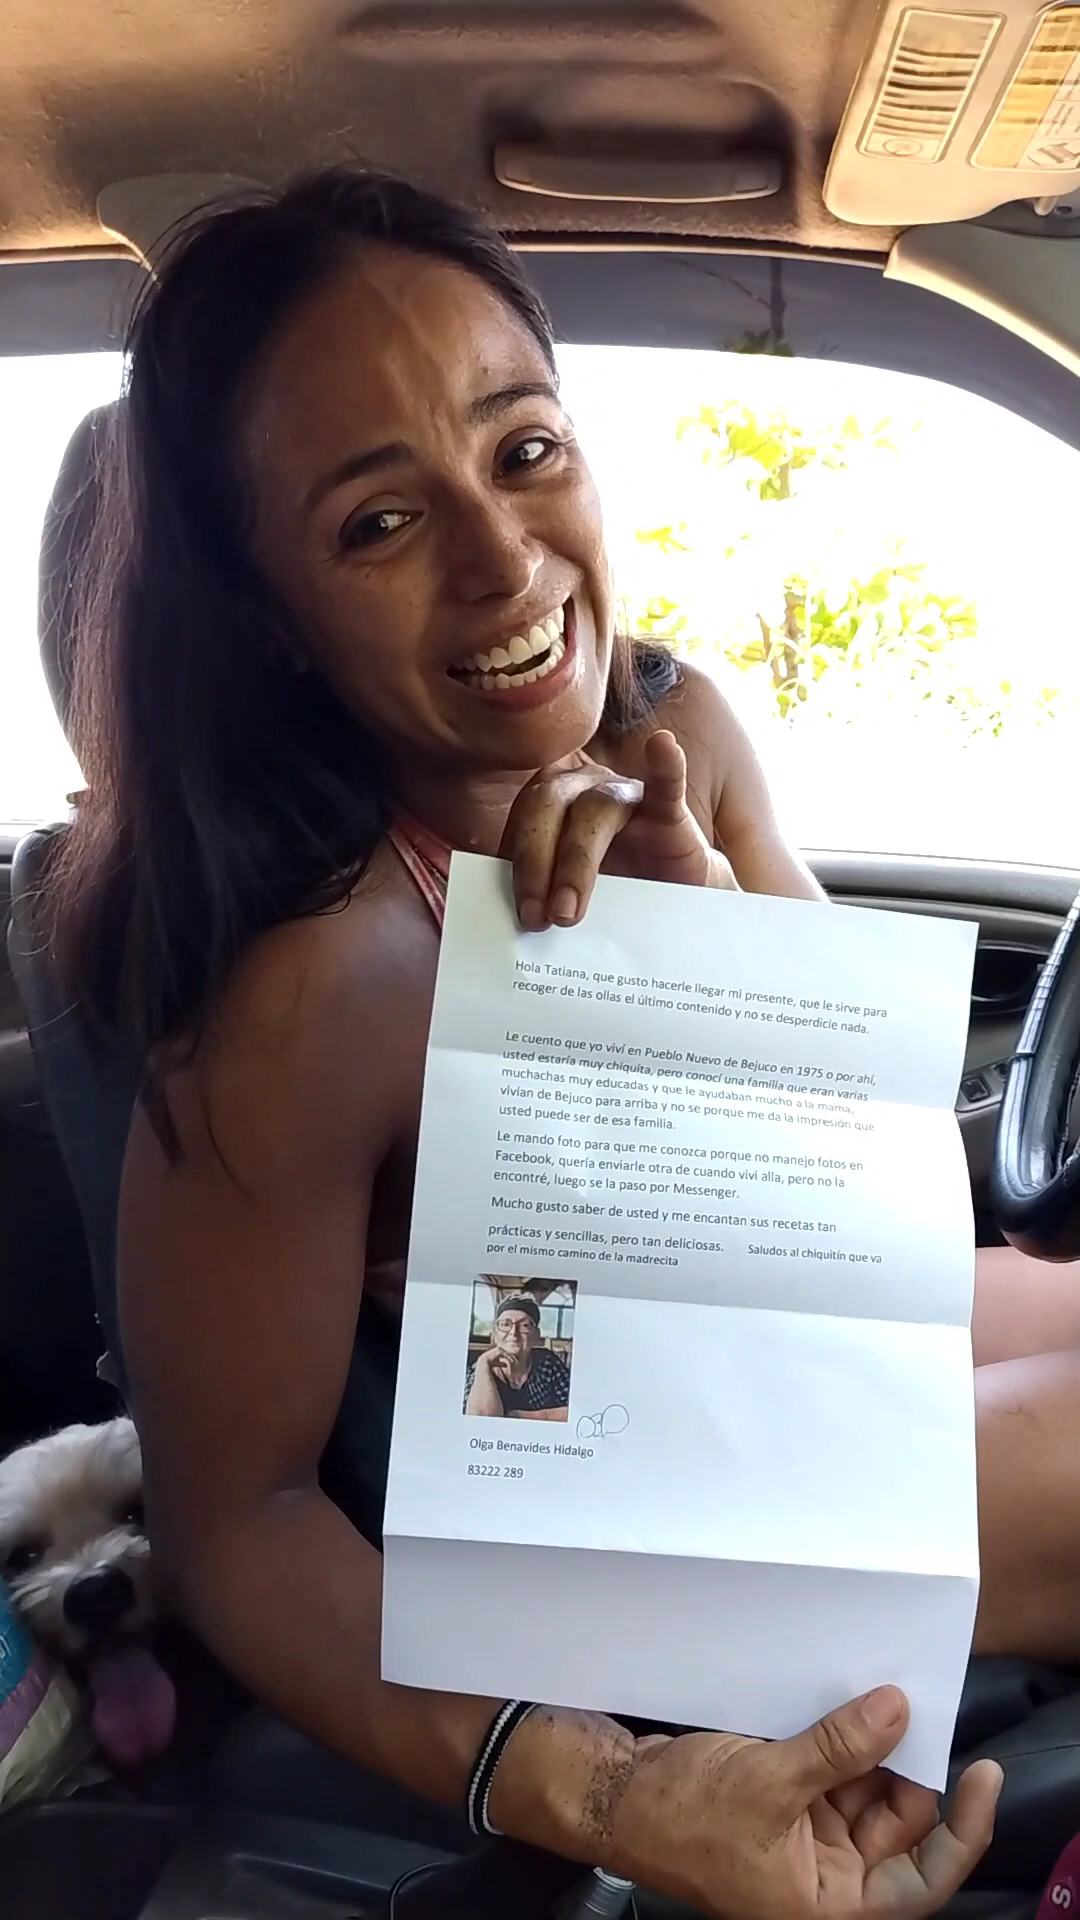 Hola Tatiana, que gusto hacerle llegar mi presente, que le sirve para
recoger de las ollas el último contenido y no se desperdicie nada.
Le cuento que yo viví en Pueblo Nuevo de Bejuco en 1975 o por ahí,
usted estaría muy chiquita, pero conocí una familia que eran varias
muchachas muy educadas y que le ayudaban mucho a la mama,
vivían de Bejuco para arriba y no se porque me da la impresión que
usted puede ser de esa familia.
Le mando foto para que me conozca porque no manejo fotos en
Facebook, quería enviarle otra de cuando vivi alla, pero no la
encontré, luego se la paso por Messenger.
Mucho gusto saber de usted y me encantan sus recetas tan
prácticas y sencillas, pero tan deliciosas. Saludos al chiquitín que va
por el mismo camino de la madrecita
Olga Benavides Hidalgo
83222 289